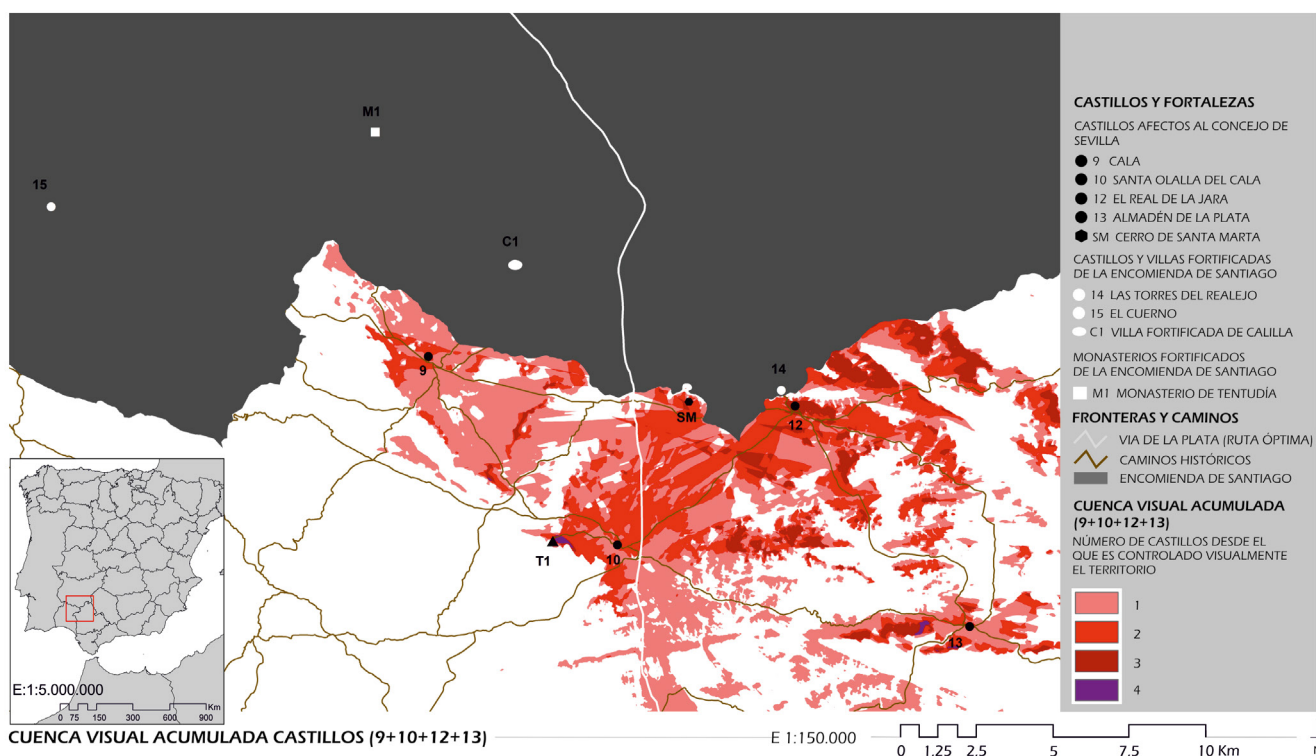 M1
15
C1
9
SM
14
12
T1
10
13
E:1:5.000.000
Km
0 75 150 300 600 900
CASTILLOS Y FORTALEZAS
CASTILLOS AFECTOS AL CONCEJO DE
SEVILLA
9 CALA
10 SANTA OLALLA DEL CALA
12 EL REAL DE LA JARA
13 ALMADÉN DE LA PLATA
SM CERRO DE SANTA MARTA
CASTILLOS Y VILLAS FORTIFICADAS
DE LA ENCOMIENDA DE SANTIAGO
14 LAS TORRES DEL REALEJO
15 EL CUERNO
C1 VILLA FORTIFICADA DE CALILLA
MONASTERIOS FORTIFICADOS
DE LA ENCOMIENDA DE SANTIAGO
M1 MONASTERIO DE TENTUDÍA
FRONTERAS Y CAMINOS
VIA DE LA PLATA (RUTA ÓPTIMA)
CAMINOS HISTÓRICOS
ENCOMIENDA DE SANTIAGO
CUENCA VISUAL ACUMULADA
(9+10+12+13)
NÚMERO DE CASTILLOS DESDE EL
QUE ES CONTROLADO VISUALMENTE
EL TERRITORIO
1
2
3
4
CUENCA VISUAL ACUMULADA CASTILLOS (9+10+12+13)
E 1:150.000
0 1.25 2.5 5 7.5 10 Km